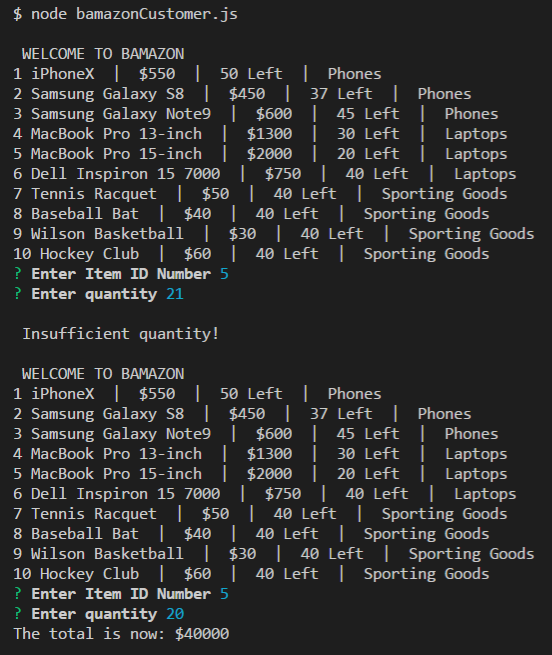 $ node bamazonCustomer.js
WELCOME TO BAMAZON
1 iPhoneX | $550 | 50 Left | Phones
2 Samsung Galaxy S8 | $450 | 37 Left | Phones
3 Samsung Galaxy Note9 | $600 | 45 Left | Phones
4 MacBook Pro 13-inch | $1300 | 30 Left | Laptops
5 MacBook Pro 15-inch | $2000 | 20 Left | Laptops
6 Dell Inspiron 15 7000 | $750 | 40 Left | Laptops
7 Tennis Racquet | $50 | 40 Left | Sporting Goods
8 Baseball Bat | $40 | 40 Left | Sporting Goods
9 Wilson Basketball | $30 | 40 Left | Sporting Goods
10 Hockey Club | $60 | 40 Left | Sporting Goods
? Enter Item ID Number 5
? Enter quantity 21
Insufficient quantity!
WELCOME TO BAMAZON
1 iPhoneX | $550 | 50 Left | Phones
2 Samsung Galaxy S8 | $450 | 37 Left | Phones
3 Samsung Galaxy Note9 | $600 | 45 Left | Phones
4 MacBook Pro 13-inch | $1300 | 30 Left | Laptops
5 MacBook Pro 15-inch | $2000 | 20 Left | Laptops
6 Dell Inspiron 15 7000 | $750 | 40 Left | Laptops
7 Tennis Racquet | $50 | 40 Left | Sporting Goods
8 Baseball Bat | $40 | 40 Left | Sporting Goods
9 Wilson Basketball | $30 | 40 Left | Sporting Goods
10 Hockey Club | $60 | 40 Left | Sporting Goods
? Enter Item ID Number 5
? Enter quantity 20
The total is now: $40000